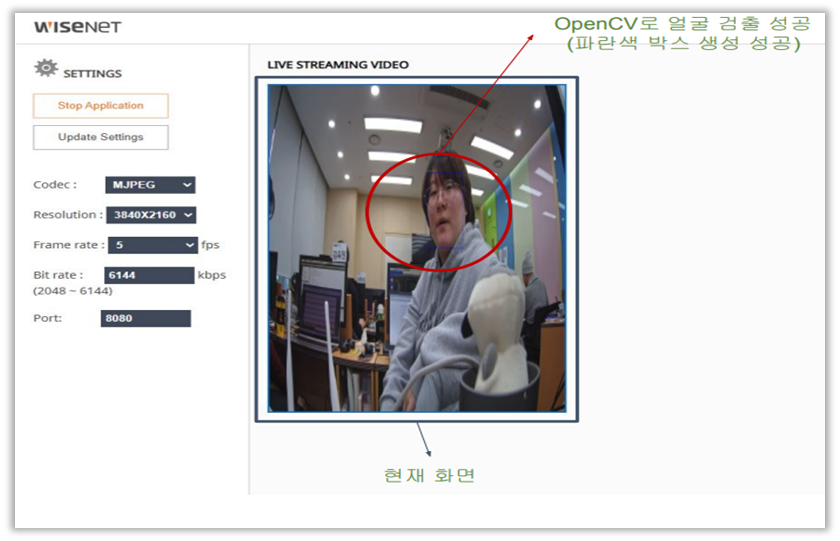 WISENET
OpenCV로 얼굴 검출 성공
(파란색 박스 생성 성공)
SETTINGS
LIVE STREAMING VIDEO
Stop Application
Update Settings
Codec : MJPEG
Resolution : 3840X2160
Frame rate : 5 fps
Bit rate : 6144 kbps
(2048 ~ 6144)
Port: 8080
현재 화면